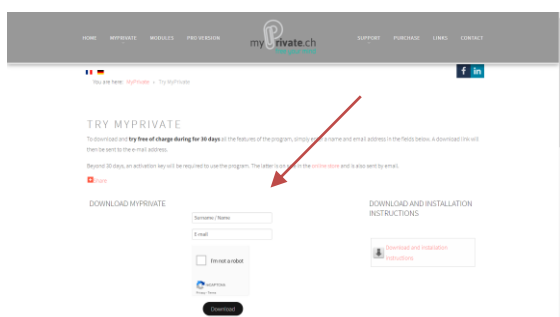 HOME MYPRIVATE MODULES PRO VERSION
myPrivate.ch
SUPPORT PURCHASE LINKS CONTACT
f in
You are here: MyPrivate Try MyPrivate
TRY MYPRIVATE
To download and try free of charge during for 30 days all the features of the program, simply enter a name and email address in the fields below. A download link will
then be sent to the e-mail address.
Beyond 30 days, an activation key will be required to use the program. The latter is on sale in the online store and is also sent by email.
Share
DOWNLOAD MYPRIVATE
Surname / Name
E-mail
I'm not a robot
reCAPTCHA
Download
DOWNLOAD AND INSTALLATION
INSTRUCTIONS
Download and installation
instructions